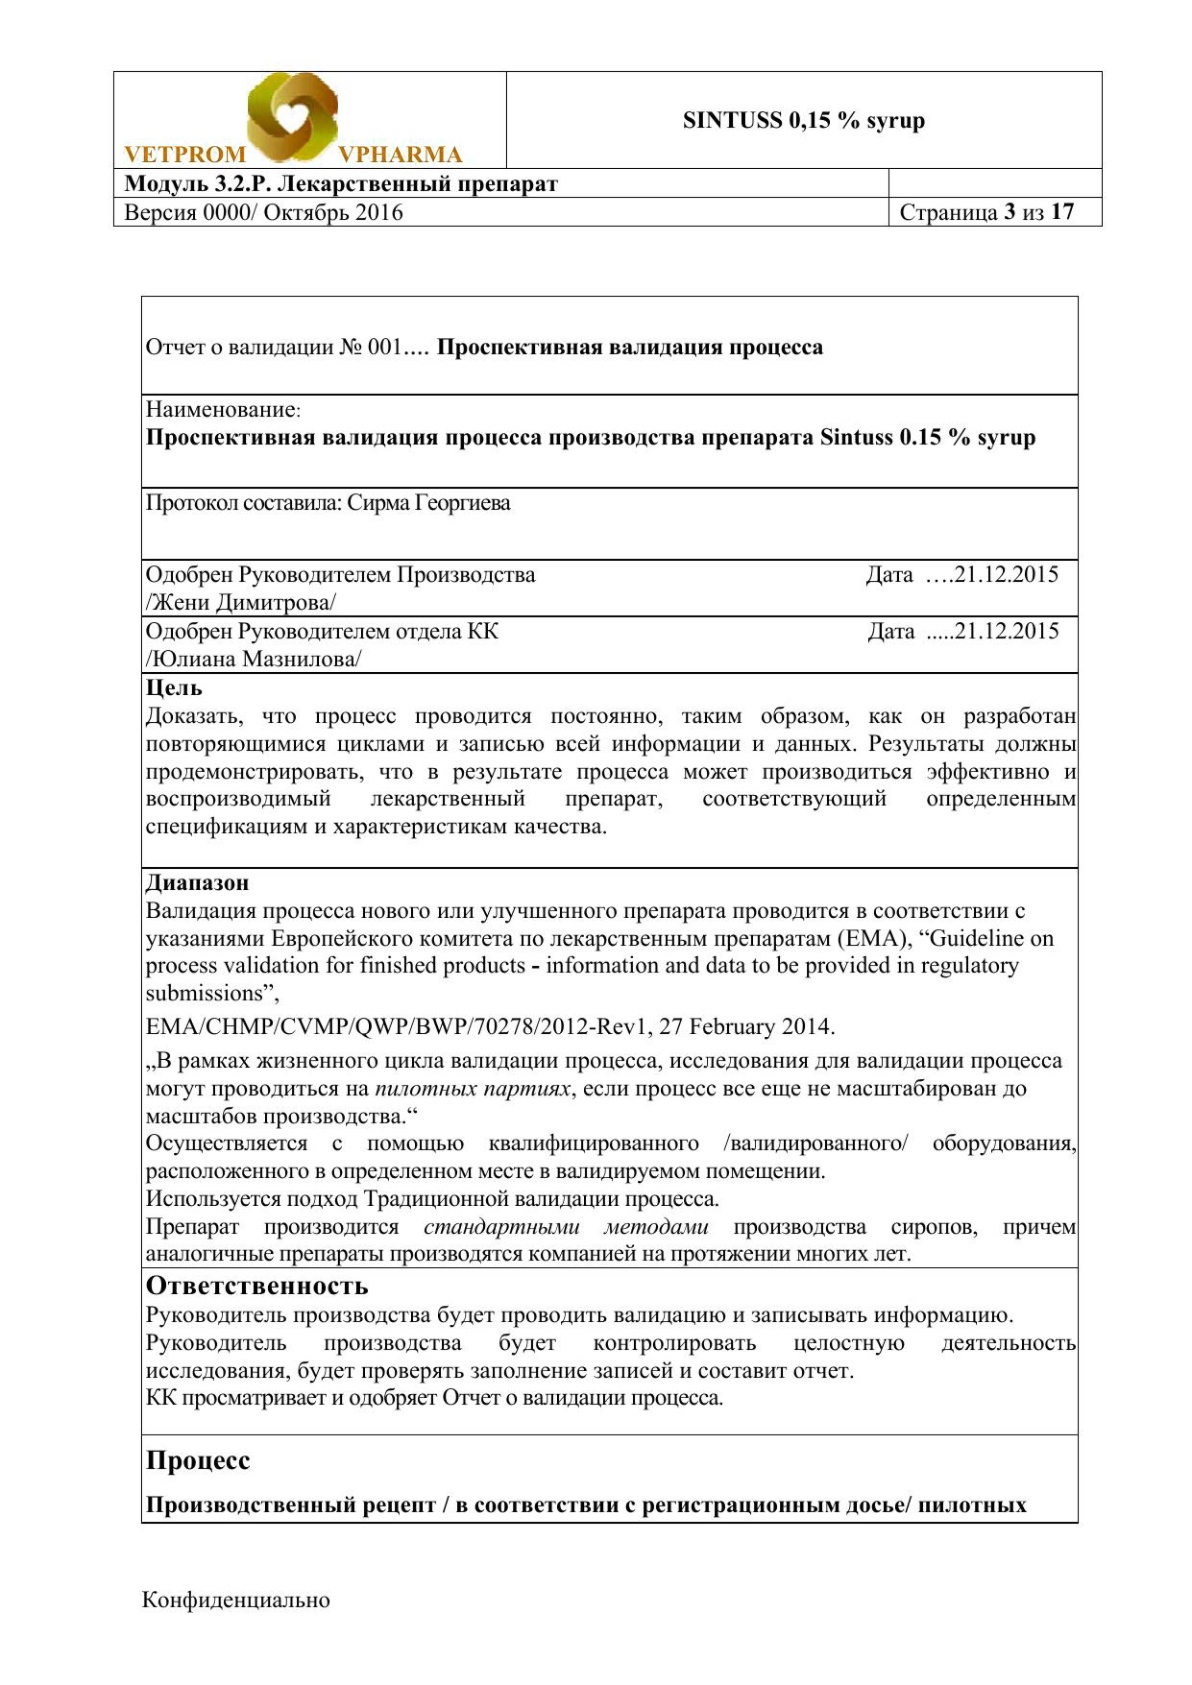 VETPROM VPHARMA
SINTUSS 0,15 % syrup
Модуль 3.2.P. Лекарственный препарат
Версия 0000/ Октябрь 2016
Страница 3 из 17
Отчет о валидации № 001.... Проспективная валидация процесса
Наименование:
Проспективная валидация процесса производства препарата Sintuss 0.15 % syrup
Протокол составила: Сирма Георгиева
Одобрен Руководителем Производства Дата ….21.12.2015
/Жени Димитрова/
Одобрен Руководителем отдела КК Дата .....21.12.2015
/Юлиана Мазнилова/
Цель
Доказать, что процесс проводится постоянно, таким образом, как он разработан
повторяющимися циклами и записью всей информации и данных. Результаты должны
продемонстрировать, что в результате процесса может производиться эффективно и
воспроизводимый лекарственный препарат, соответствующий определенным
спецификациям и характеристикам качества.
Диапазон
Валидация процесса нового или улучшенного препарата проводится в соответствии с
указаниями Европейского комитета по лекарственным препаратам (EMA), “Guideline on
process validation for finished products - information and data to be provided in regulatory
submissions”,
EMA/CHMP/CVMP/QWP/BWP/70278/2012-Rev1, 27 February 2014.
„В рамках жизненного цикла валидации процесса, исследования для валидации процесса
могут проводиться на пилотных партиях, если процесс все еще не масштабирован до
масштабов производства.“
Осуществляется с помощью квалифицированного /валидированного/ оборудования,
расположенного в определенном месте в валидируемом помещении.
Используется подход Традиционной валидации процесса.
Препарат производится стандартными методами производства сиропов, причем
аналогичные препараты производятся компанией на протяжении многих лет.
Ответственность
Руководитель производства будет проводить валидацию и записывать информацию.
Руководитель производства будет контролировать целостную деятельность
исследования, будет проверять заполнение записей и составит отчет.
КК просматривает и одобряет Отчет о валидации процесса.
Процесс
Производственный рецепт / в соответствии с регистрационным досье/ пилотных
Конфиденциально